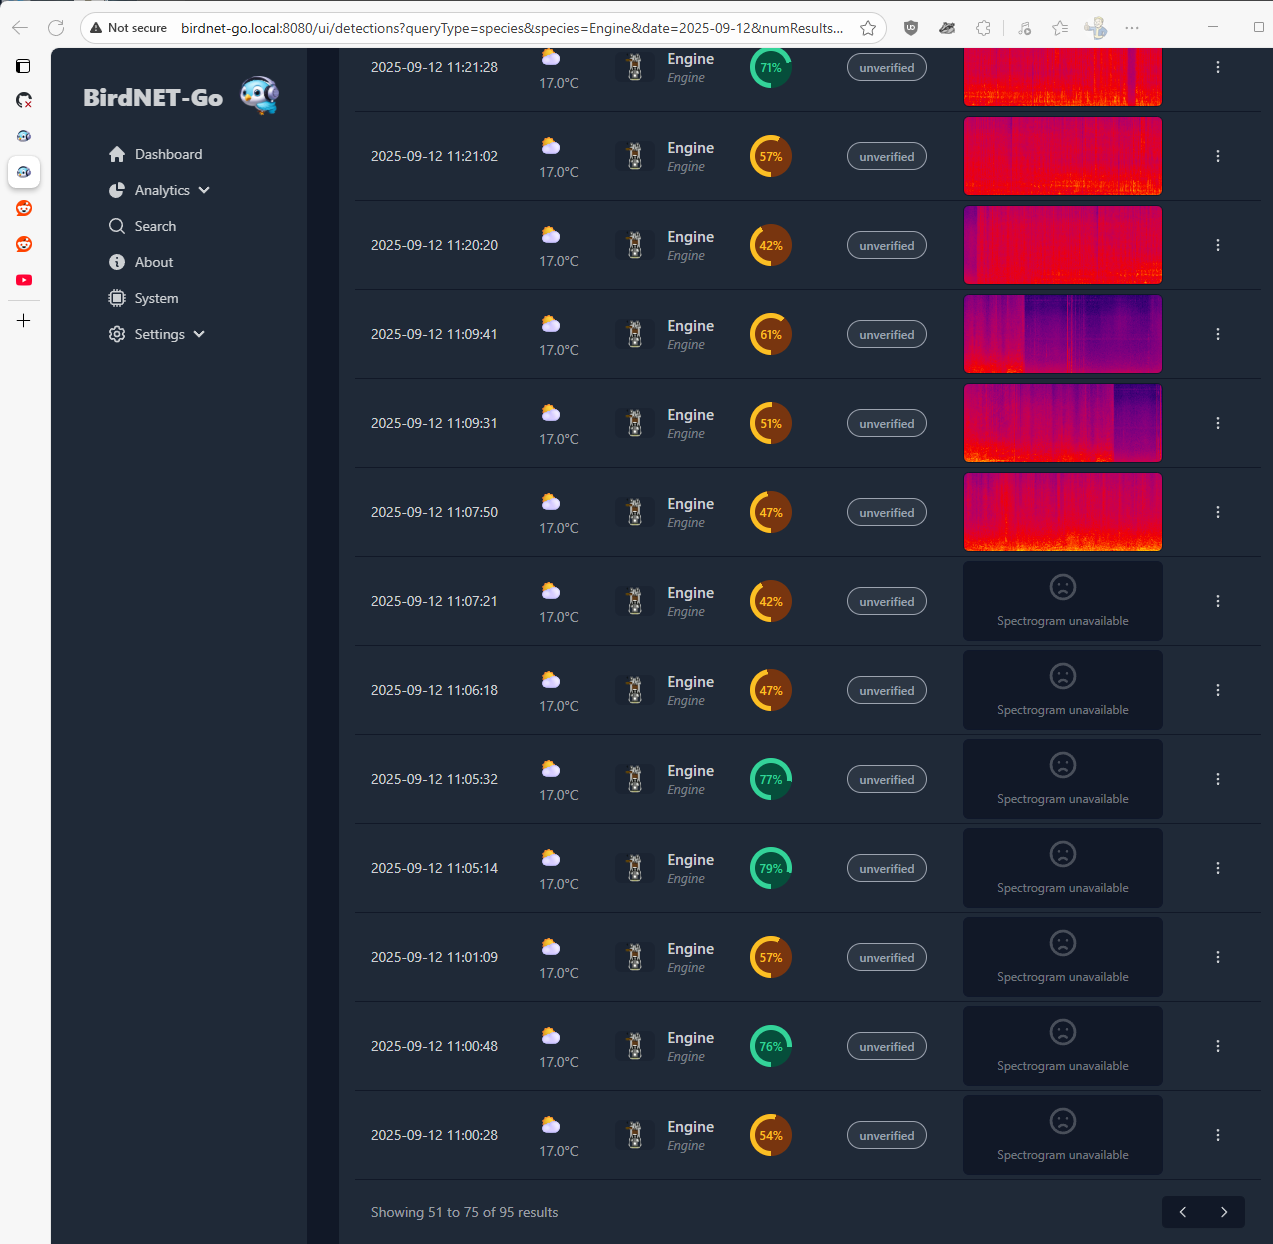 Not secure
birdnet-go.local:8080/ui/detections?queryType=species&species=Engine&date=2025-09-12&numResults...
BirdNET-Go
Dashboard
Analytics
Search
About
System
Settings
2025-09-12 11:21:28
17.0°C
Engine
Engine
71%
unverified
2025-09-12 11:21:02
17.0°C
Engine
Engine
57%
unverified
2025-09-12 11:20:20
17.0°C
Engine
Engine
42%
unverified
2025-09-12 11:09:41
17.0°C
Engine
Engine
61%
unverified
2025-09-12 11:09:31
17.0°C
Engine
Engine
51%
unverified
2025-09-12 11:07:50
17.0°C
Engine
Engine
47%
unverified
2025-09-12 11:07:21
17.0°C
Engine
Engine
42%
unverified
Spectrogram unavailable
2025-09-12 11:06:18
17.0°C
Engine
Engine
47%
unverified
Spectrogram unavailable
2025-09-12 11:05:32
17.0°C
Engine
Engine
77%
unverified
Spectrogram unavailable
2025-09-12 11:05:14
17.0°C
Engine
Engine
79%
unverified
Spectrogram unavailable
2025-09-12 11:01:09
17.0°C
Engine
Engine
57%
unverified
Spectrogram unavailable
2025-09-12 11:00:48
17.0°C
Engine
Engine
76%
unverified
Spectrogram unavailable
2025-09-12 11:00:28
17.0°C
Engine
Engine
54%
unverified
Spectrogram unavailable
Showing 51 to 75 of 95 results